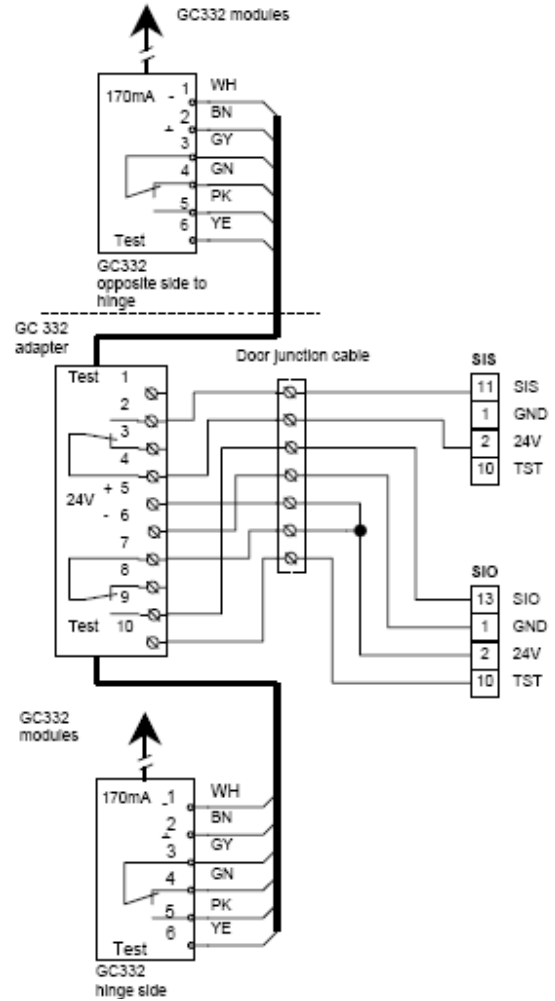 GC332 modules
170mA - 1 WH
2 BN
+
3 GY
4 GN
5 PK
6 YE
Test
GC332
opposite side to
hinge
GC 332
adapter
Door junction cable
SIS
Test 1
11 SIS
2
1 GND
3
2 24V
4
10 TST
24V + 5
- 6
7
8
SIO
9
13 SIO
Test 10
1 GND
2 24V
10 TST
GC332
modules
170mA - 1 WH
2 BN
+
3 GY
4 GN
5 PK
6 YE
Test
GC332
hinge side